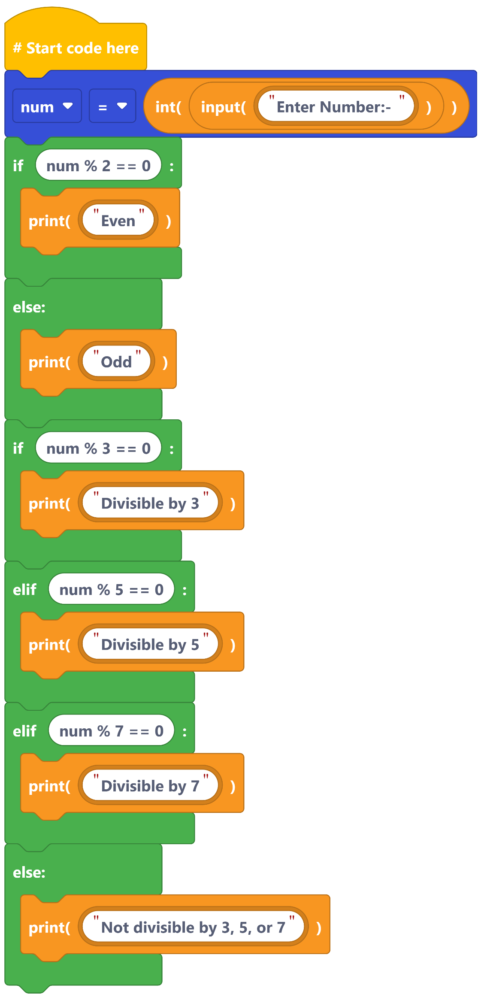 # Start code here
num = int( input( "Enter Number:- " ) )
if num % 2 == 0 :
print( "Even" )
else:
print( "Odd" )
if num % 3 == 0 :
print( "Divisible by 3" )
elif num % 5 == 0 :
print( "Divisible by 5" )
elif num % 7 == 0 :
print( "Divisible by 7" )
else:
print( "Not divisible by 3, 5, or 7" )